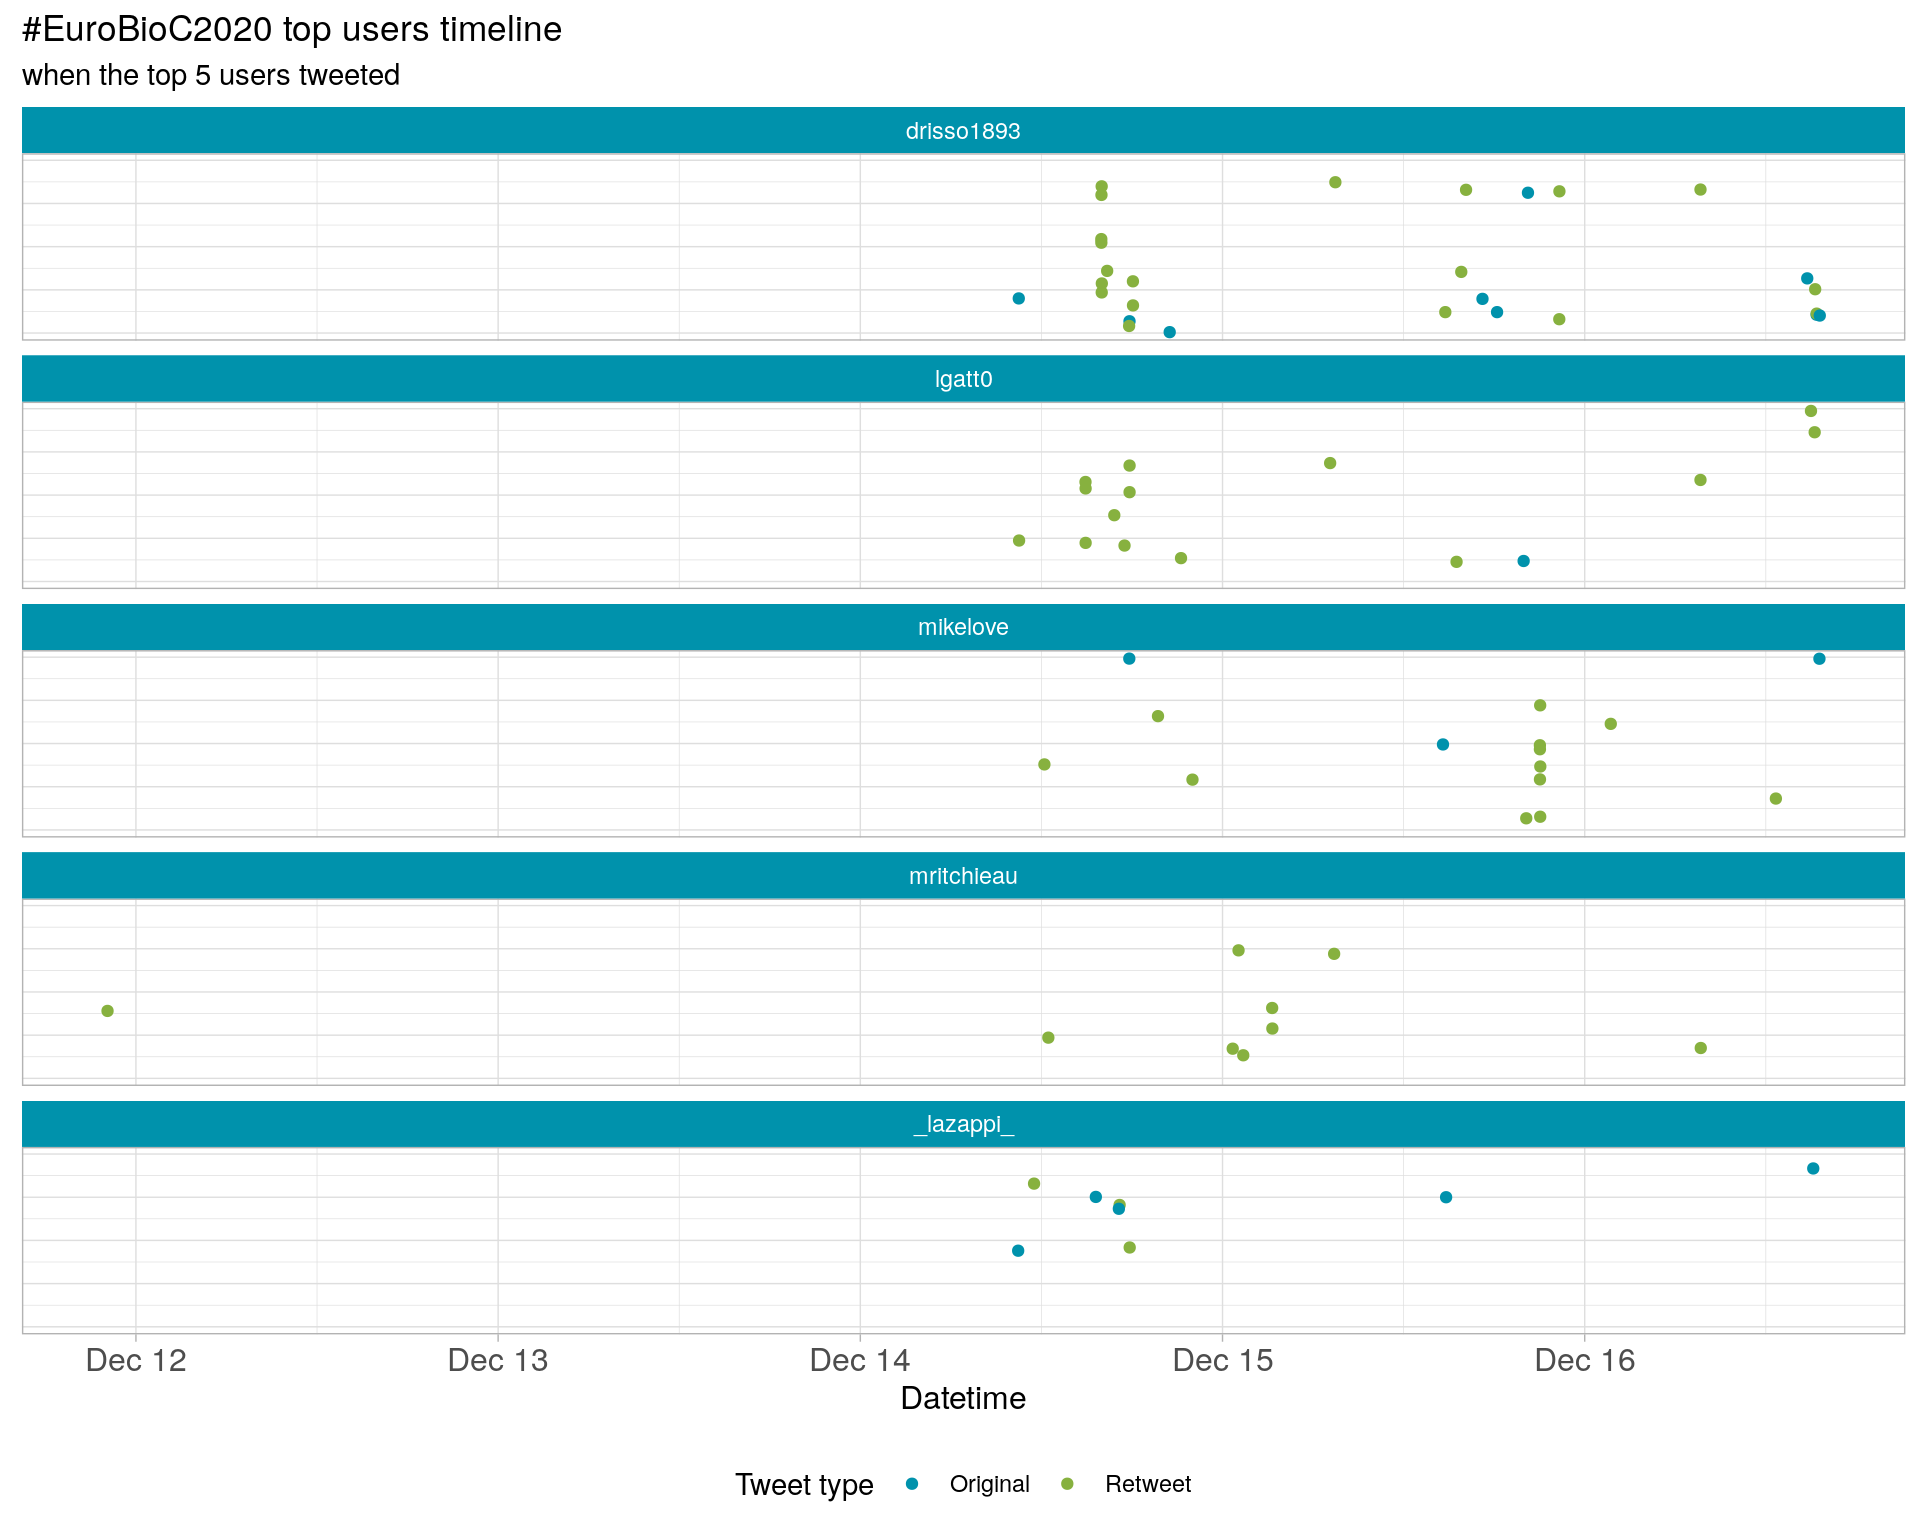 #EuroBioC2020 top users timeline
when the top 5 users tweeted
drisso1893
lgatt0
mikelove
mritchieau
_lazappi_
Dec 12 Dec 13 Dec 14 Dec 15 Dec 16
Datetime
Tweet type Original Retweet